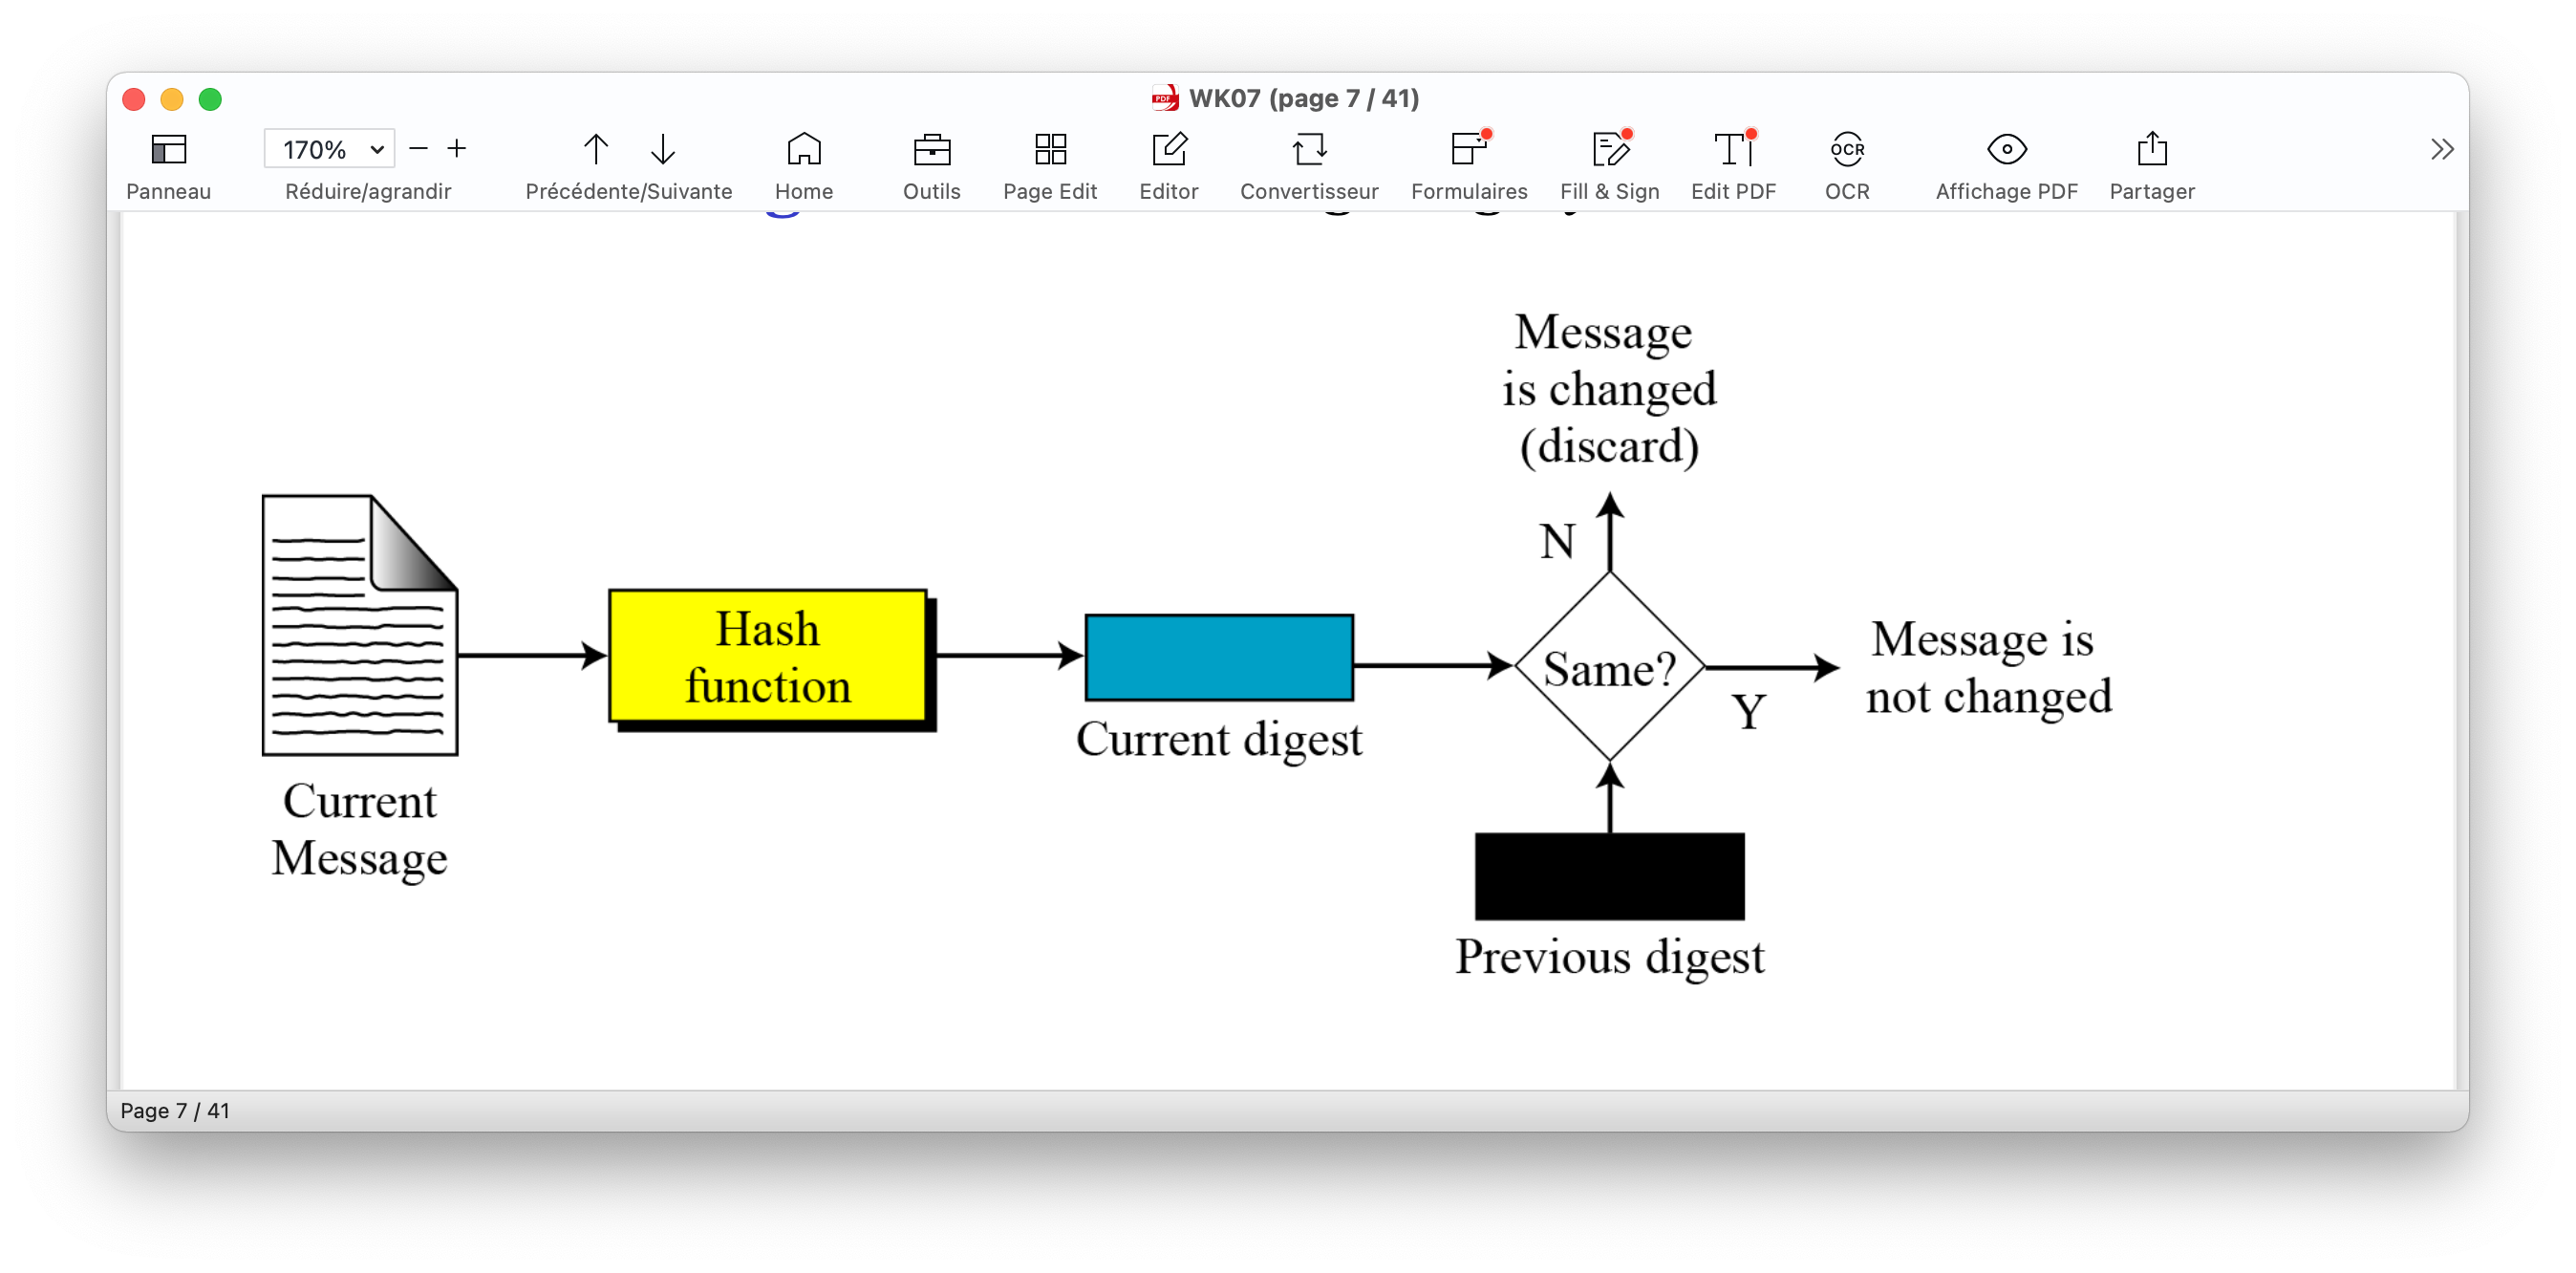 WK07 (page 7 / 41)
170%
Panneau
Réduire/agrandir
Précédente/Suivante
Home
Outils
Page Edit
Editor
Convertisseur
Formulaires
Fill & Sign
Edit PDF
OCR
OCR
Affichage PDF
Partager
Message
is changed
(discard)
N
Hash
function
Same?
Message is
not changed
Y
Current digest
Current
Message
Previous digest
Page 7 / 41